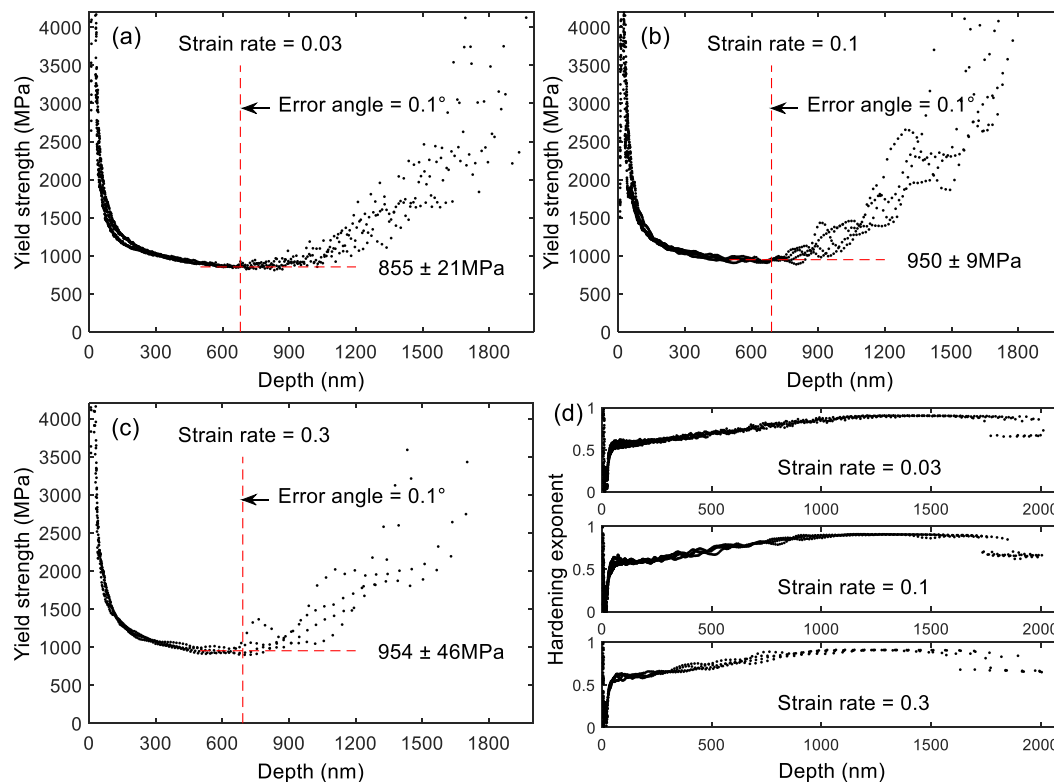 (a)
Strain rate = 0.03
Error angle = 0.1°
855 ± 21MPa
Yield strength (MPa)
4000
3500
3000
2500
2000
1500
1000
500
0
0 300 600 900 1200 1500 1800
Depth (nm)
(b)
Strain rate = 0.1
Error angle = 0.1°
950 ± 9MPa
Yield strength (MPa)
4000
3500
3000
2500
2000
1500
1000
500
0
0 300 600 900 1200 1500 1800
Depth (nm)
(c)
Strain rate = 0.3
Error angle = 0.1°
954 ± 46MPa
Yield strength (MPa)
4000
3500
3000
2500
2000
1500
1000
500
0
0 300 600 900 1200 1500 1800
Depth (nm)
(d)
Hardening exponent
1
0.5
0
Strain rate = 0.03
0 500 1000 1500 2000
1
0.5
0
Strain rate = 0.1
0 500 1000 1500 2000
1
0.5
0
Strain rate = 0.3
0 500 1000 1500 2000
Depth (nm)